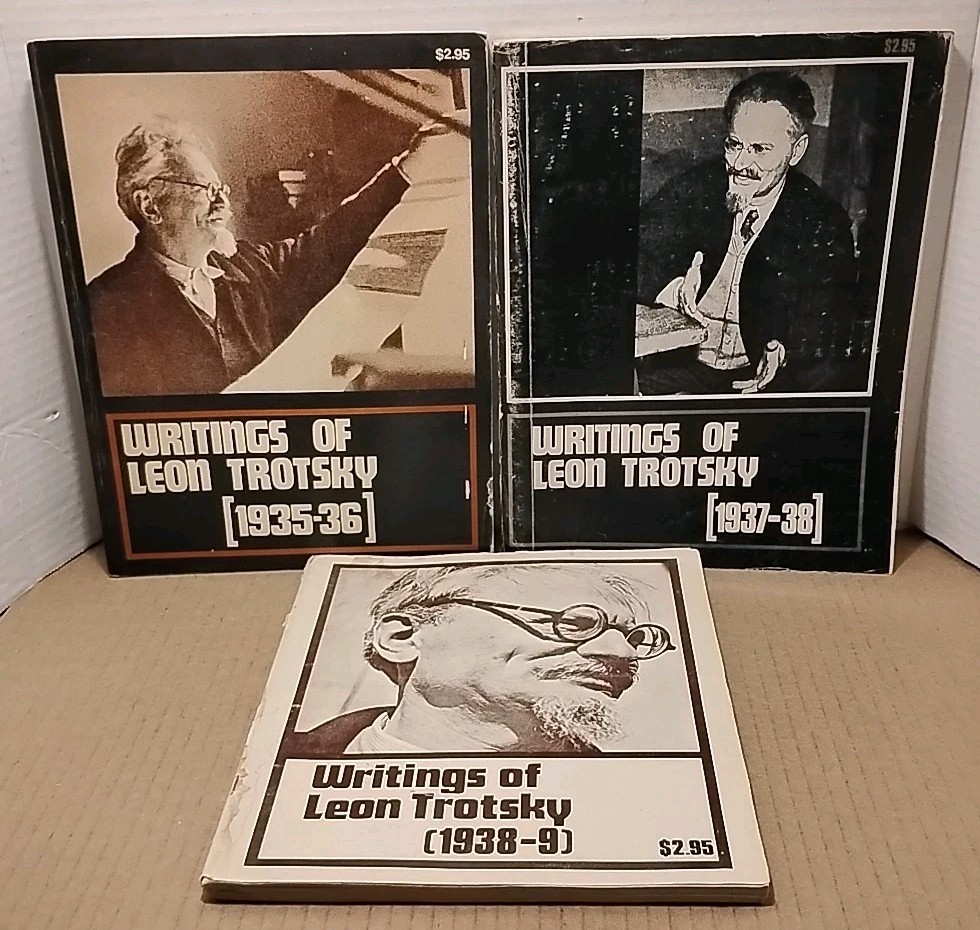 $2.95
WRITINGS OF
LEON TROTSKY
[1935-36]
$2.95
WRITINGS OF
LEON TROTSKY
[1937-38]
Writings of
Leon Trotsky
(1938-9)
$2.95